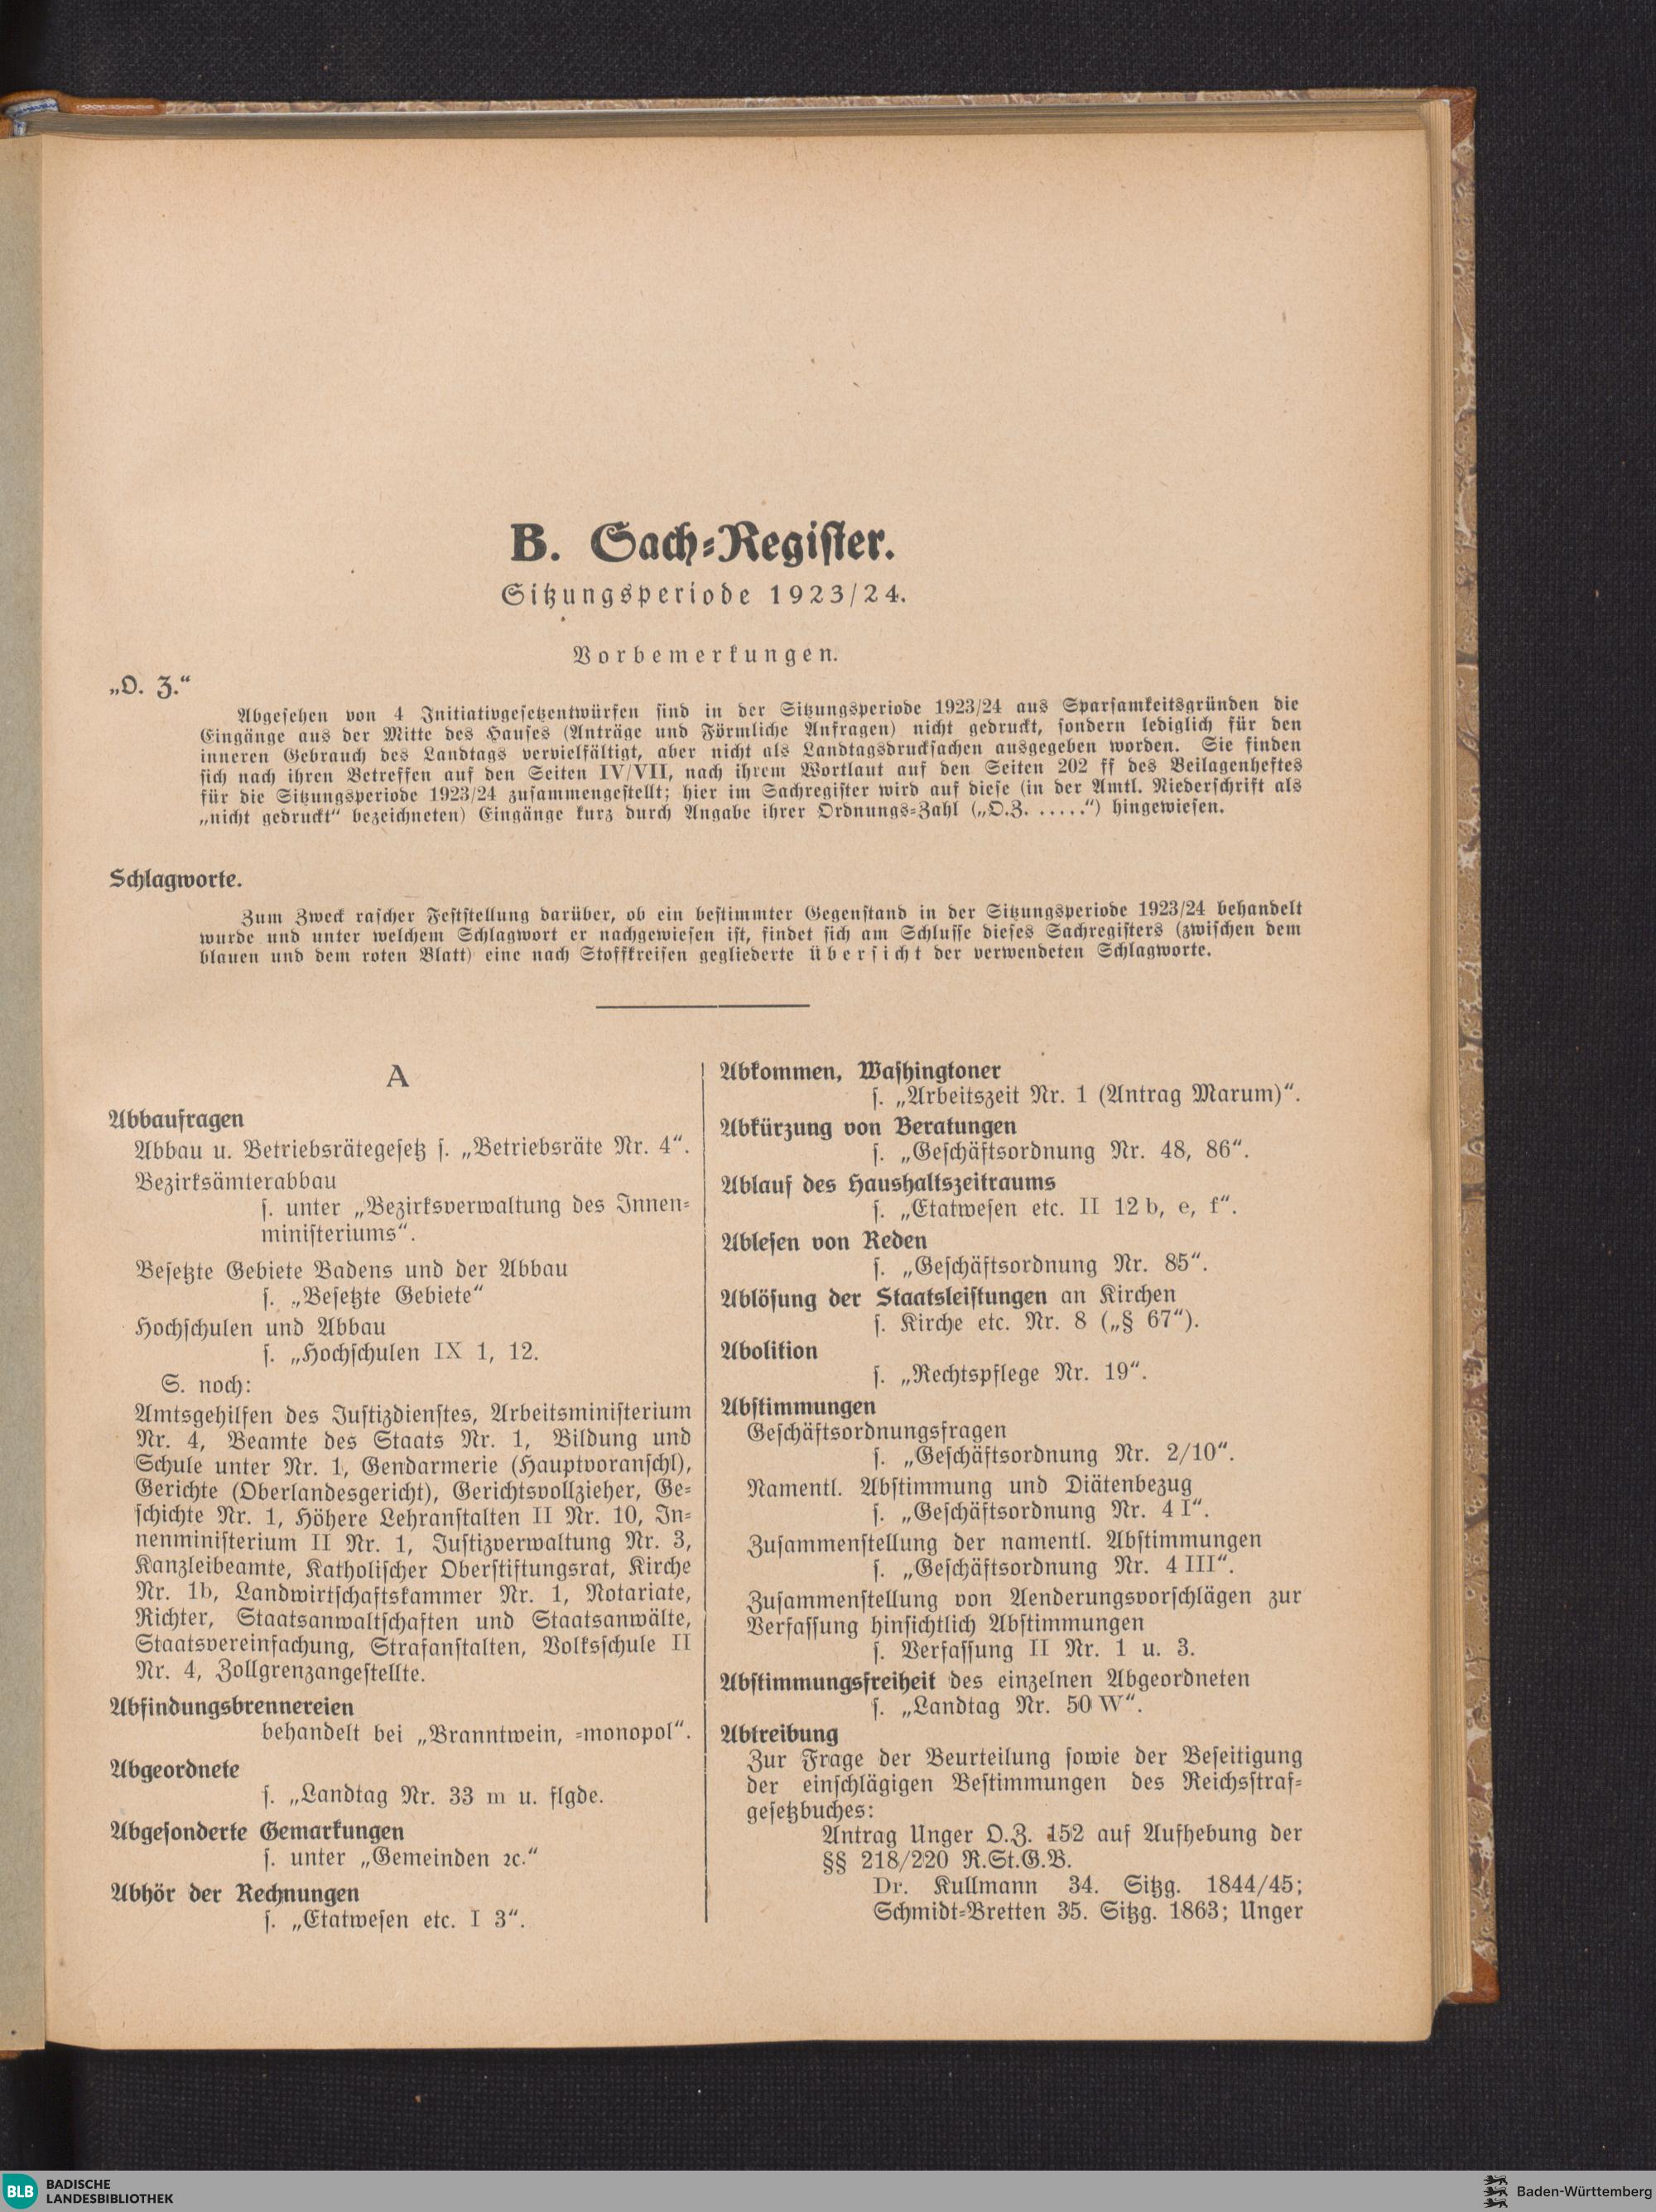 B. Sach-Register.
Sitzungsperiode 1923/24.
Vorbemerkungen.
„O. Z.“
Abgesehen von 4 Initiativgesetzentwürfen sind in der Sitzungsperiode 1923/24 aus Sparsamkeitsgründen die
Eingänge aus der Mitte des Hauses (Anträge und Förmliche Anfragen) nicht gedruckt, sondern lediglich für den
inneren Gebrauch des Landtags vervielfältigt, aber nicht als Landtagsdrucksachen ausgegeben worden. Sie finden
sich nach ihren Betreffen auf den Seiten IV/VII, nach ihrem Wortlaut auf den Seiten 202 ff des Beilagenheftes
für die Sitzungsperiode 1923/24 zusammengestellt; hier im Sachregister wird auf diese (in der Amtl. Niederschrift als
„nicht gedruckt“ bezeichneten) Eingänge kurz durch Angabe ihrer Ordnungs-Zahl („O.Z. .....“) hingewiesen.
Schlagworte.
Zum Zweck rascher Feststellung darüber, ob ein bestimmter Gegenstand in der Sitzungsperiode 1923/24 behandelt
wurde und unter welchem Schlagwort er nachgewiesen ist, findet sich am Schlusse dieses Sachregisters (zwischen dem
blauen und dem roten Blatt) eine nach Stoffkreisen gegliederte Übersicht der verwendeten Schlagworte.
A
Abbaufragen
Abbau u. Betriebsrätegesetz s. „Betriebsräte Nr. 4“.
Bezirksämterabbau
s. unter „Bezirksverwaltung des Innen-
ministeriums“.
Besetzte Gebiete Badens und der Abbau
s. „Besetzte Gebiete“
Hochschulen und Abbau
s. „Hochschulen IX 1, 12.
S. noch:
Amtsgehilfen des Justizdienstes, Arbeitsministerium
Nr. 4, Beamte des Staats Nr. 1, Bildung und
Schule unter Nr. 1, Gendarmerie (Hauptvoranschl),
Gerichte (Oberlandesgericht), Gerichtsvollzieher, Ge-
schichte Nr. 1, Höhere Lehranstalten II Nr. 10, In-
nenministerium II Nr. 1, Justizverwaltung Nr. 3,
Kanzleibeamte, Katholischer Oberstiftungsrat, Kirche
Nr. 1b, Landwirtschaftskammer Nr. 1, Notariate,
Richter, Staatsanwaltschaften und Staatsanwälte,
Staatsvereinfachung, Strafanstalten, Volksschule II
Nr. 4, Zollgrenzangestellte.
Abfindungsbrennereien
behandelt bei „Branntwein, -monopol“.
Abgeordnete
s. „Landtag Nr. 33 m u. flgde.
Abgesonderte Gemarkungen
s. unter „Gemeinden ꝛc.“
Abhör der Rechnungen
s. „Etatwesen etc. I 3“.
Abkommen, Washingtoner
s. „Arbeitszeit Nr. 1 (Antrag Marum)“.
Abkürzung von Beratungen
s. „Geschäftsordnung Nr. 48, 86“.
Ablauf des Haushaltszeitraums
s. „Etatwesen etc. II 12 b, e, f“.
Ablesen von Reden
s. „Geschäftsordnung Nr. 85“.
Ablösung der Staatsleistungen an Kirchen
s. Kirche etc. Nr. 8 („§ 67“).
Abolition
s. „Rechtspflege Nr. 19“.
Abstimmungen
Geschäftsordnungsfragen
s. „Geschäftsordnung Nr. 2/10“.
Namentl. Abstimmung und Diätenbezug
s. „Geschäftsordnung Nr. 4 I“.
Zusammenstellung der namentl. Abstimmungen
s. „Geschäftsordnung Nr. 4 III“.
Zusammenstellung von Aenderungsvorschlägen zur
Verfassung hinsichtlich Abstimmungen
s. Verfassung II Nr. 1 u. 3.
Abstimmungsfreiheit des einzelnen Abgeordneten
s. „Landtag Nr. 50 W“.
Abtreibung
Zur Frage der Beurteilung sowie der Beseitigung
der einschlägigen Bestimmungen des Reichsstraf-
gesetzbuches:
Antrag Unger O.Z. 152 auf Aufhebung der
§§ 218/220 R.St.G.B.
Dr. Kullmann 34. Sitzg. 1844/45;
Schmidt-Bretten 35. Sitzg. 1863; Unger
BLB BADISCHE
LANDESBIBLIOTHEK
Baden-Württemberg